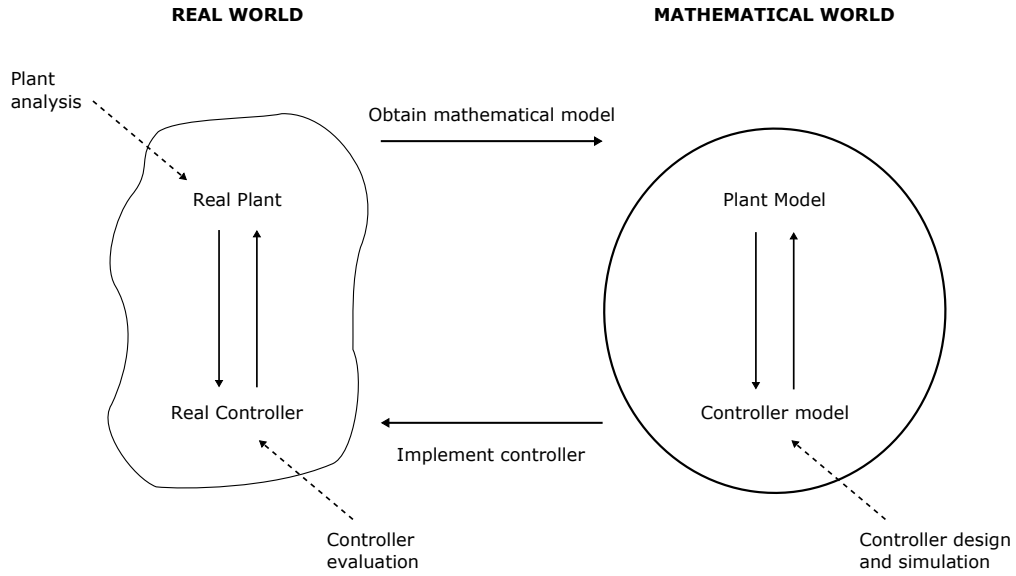 REAL WORLD
MATHEMATICAL WORLD
Plant
analysis
Obtain mathematical model
Real Plant
Plant Model
Real Controller
Controller model
Implement controller
Controller
evaluation
Controller design
and simulation